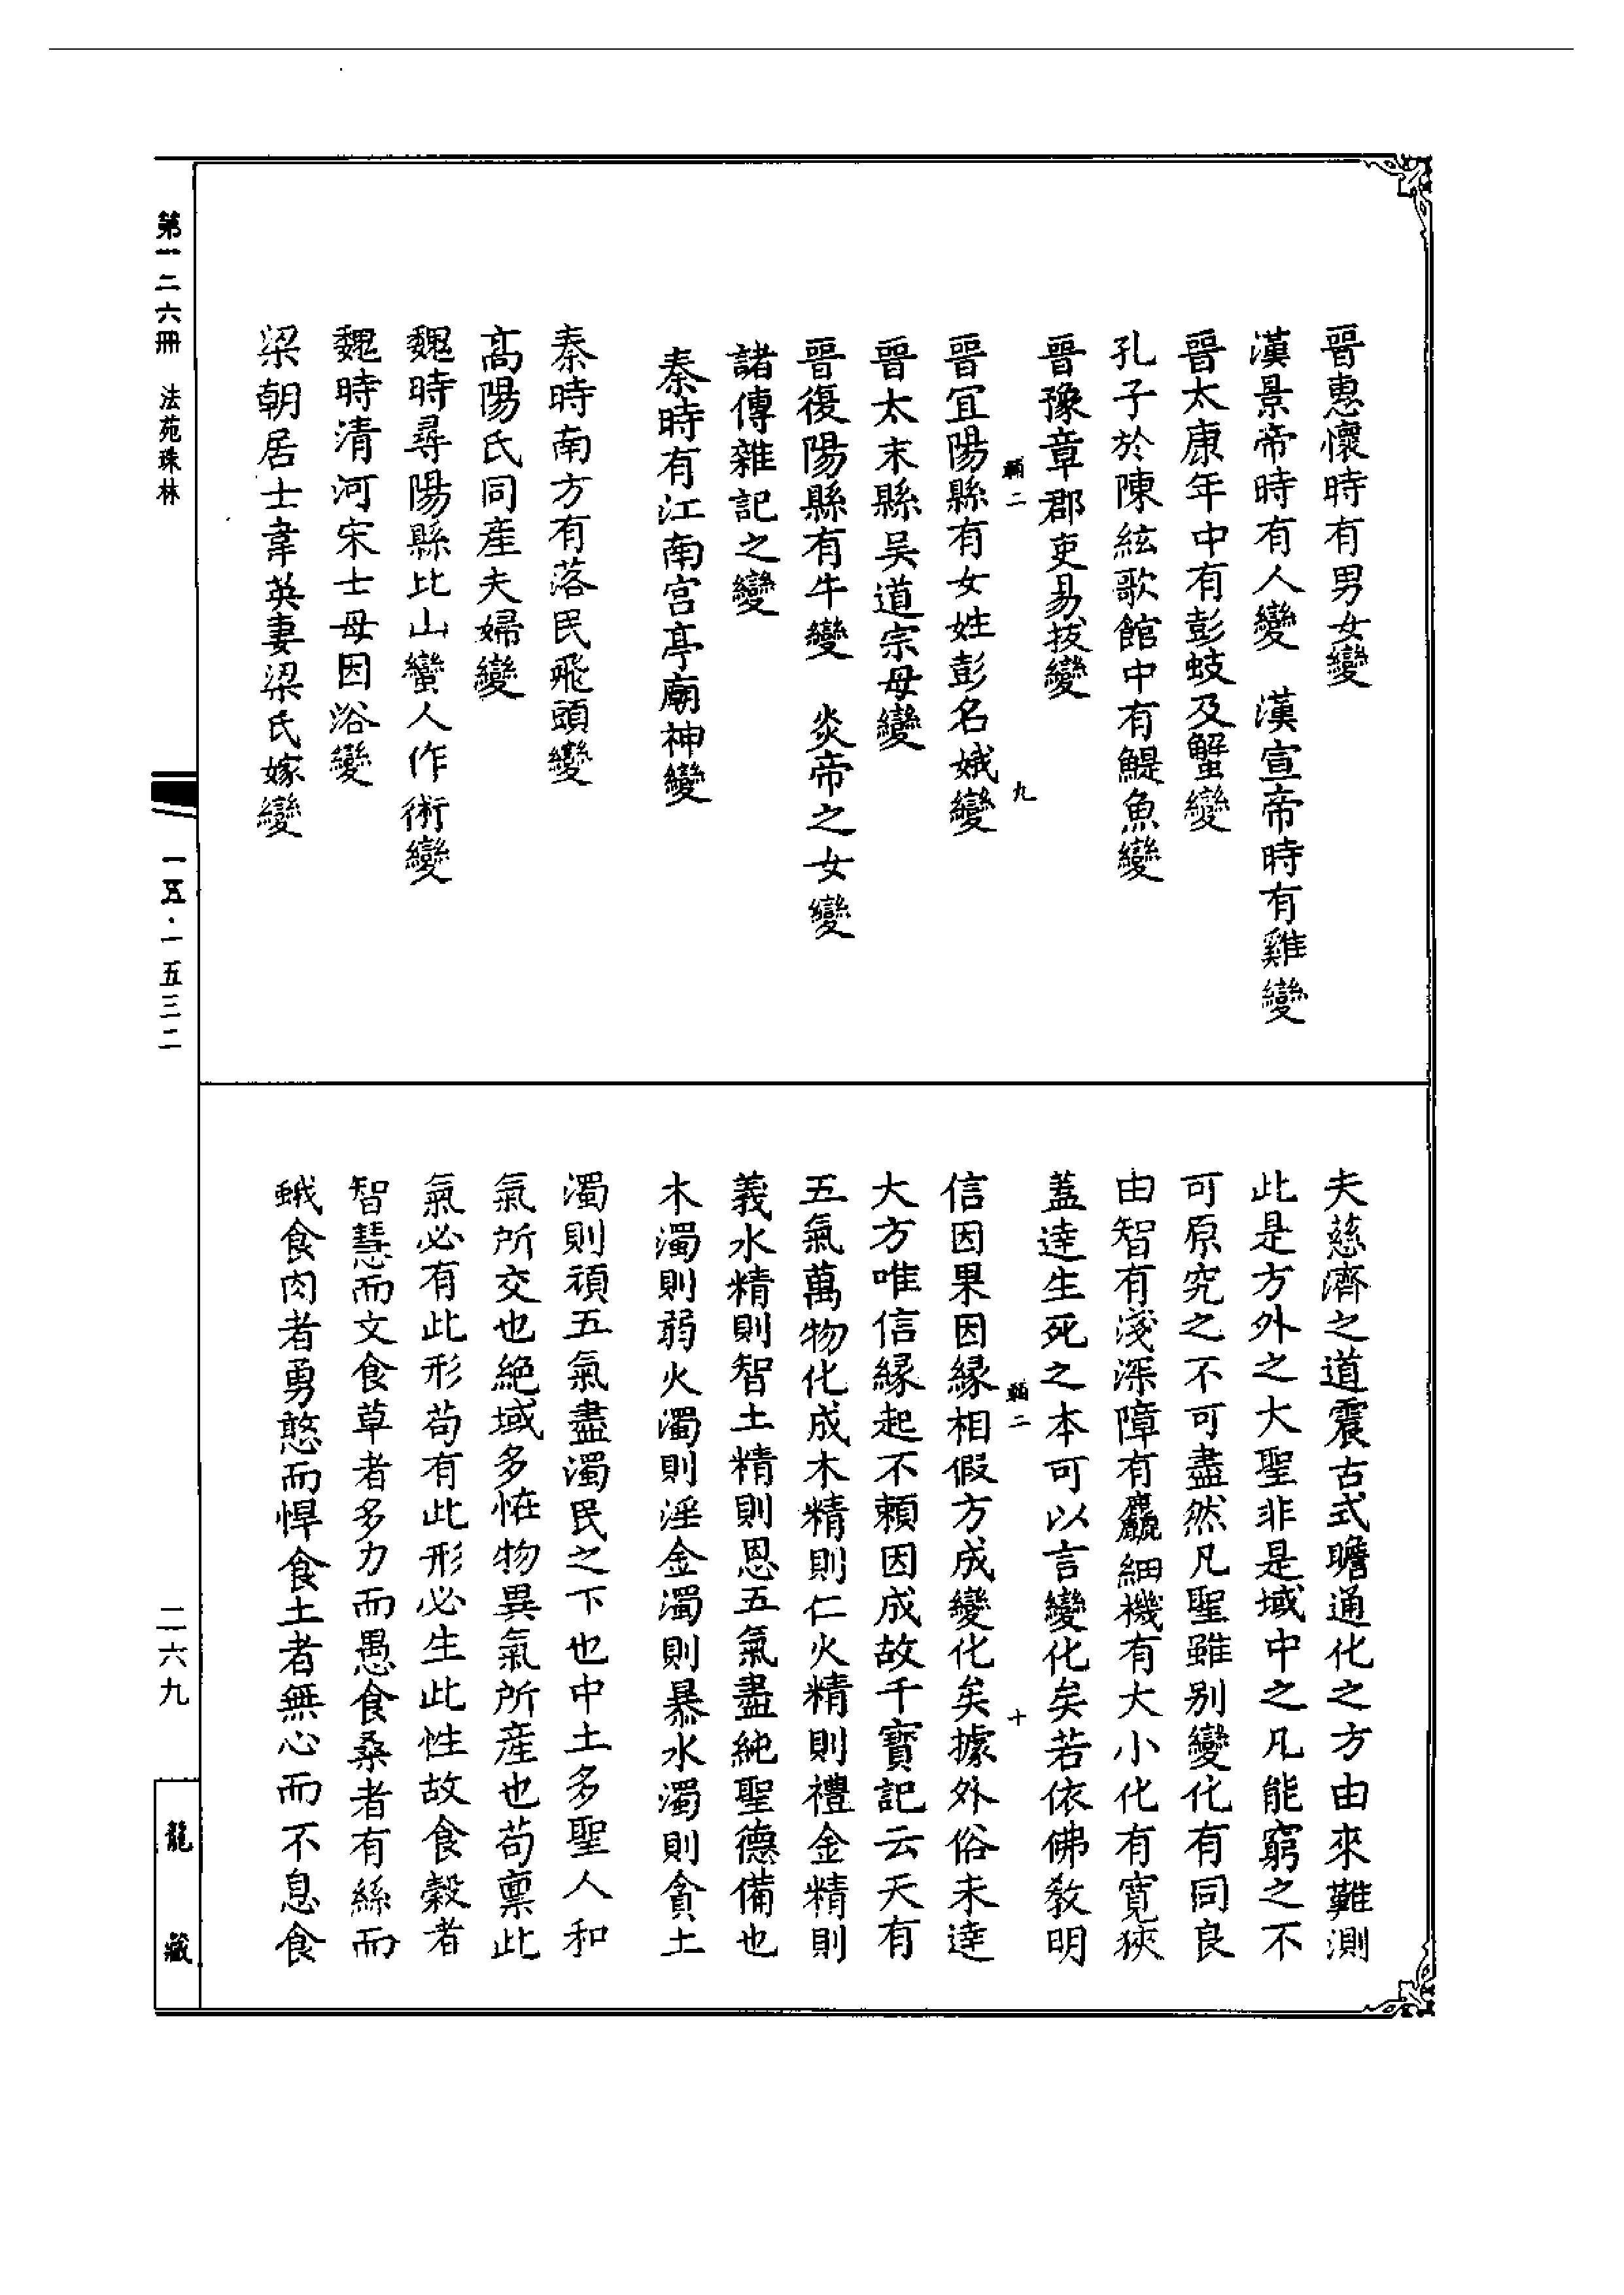 晉惠懷時有男女變
漢景帝時有人變　漢宣帝時有雞變
晉太康年中有彭蚑及蟹變
孔子於陳絃歌館中有鯷魚變
晉豫章郡吏易拔變
輔二　九
晉宜陽縣有女姓彭名娥變
晉太末縣吴道宗母變
晉復陽縣有牛變　炎帝之女變
諸傳雜記之變
秦時有江南宫亭廟神變
秦時南方有落民飛頭變
髙陽氏同産夫婦變
魏時尋陽縣比山蠻人作術變
魏時清河宋士母因浴變
梁朝居士韋英妻梁氏嫁變
夫慈濟之道震古式瞻通化之方由來難測
此是方外之大聖非是域中之凡能窮之不
可原究之不可盡然凡聖雖别變化有同良
由智有淺深障有麤細機有大小化有寬狹
蓋達生死之本可以言變化矣若依佛教明
輔二　十
信因果因縁相假方成變化矣據外俗未達
大方唯信縁起不賴因成故千寶記云天有
五氣萬物化成木精則仁火精則禮金精則
義水精則智土精則恩五氣盡純聖德備也
木濁則弱火濁則淫金濁則暴水濁則貪土
濁則頑五氣盡濁民之下也中土多聖人和
氣所交也絶域多恠物異氣所産也茍稟此
氣必有此形茍有此形必生此性故食穀者
智慧而文食草者多力而愚食桑者有絲而
蛾食肉者勇憨而悍食土者無心而不息食
第一二六冊　法苑珠林
一五·一五三二
二六九
龍藏